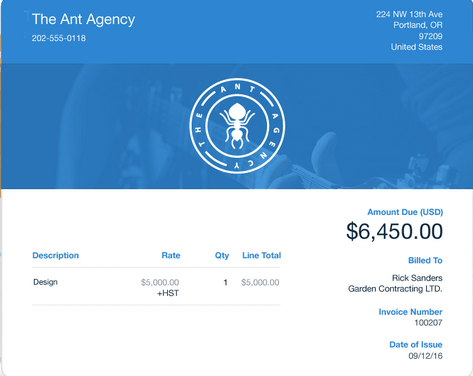 The Ant Agency
202-555-0118
224 NW 13th Ave
Portland, OR
97209
United States
THE ANT AGENCY
Amount Due (USD)
$6,450.00
Billed To
Rick Sanders
Garden Contracting LTD.
Invoice Number
100207
Date of Issue
09/12/16
Description Rate Qty Line Total
Design $5,000.00 1 $5,000.00
+HST